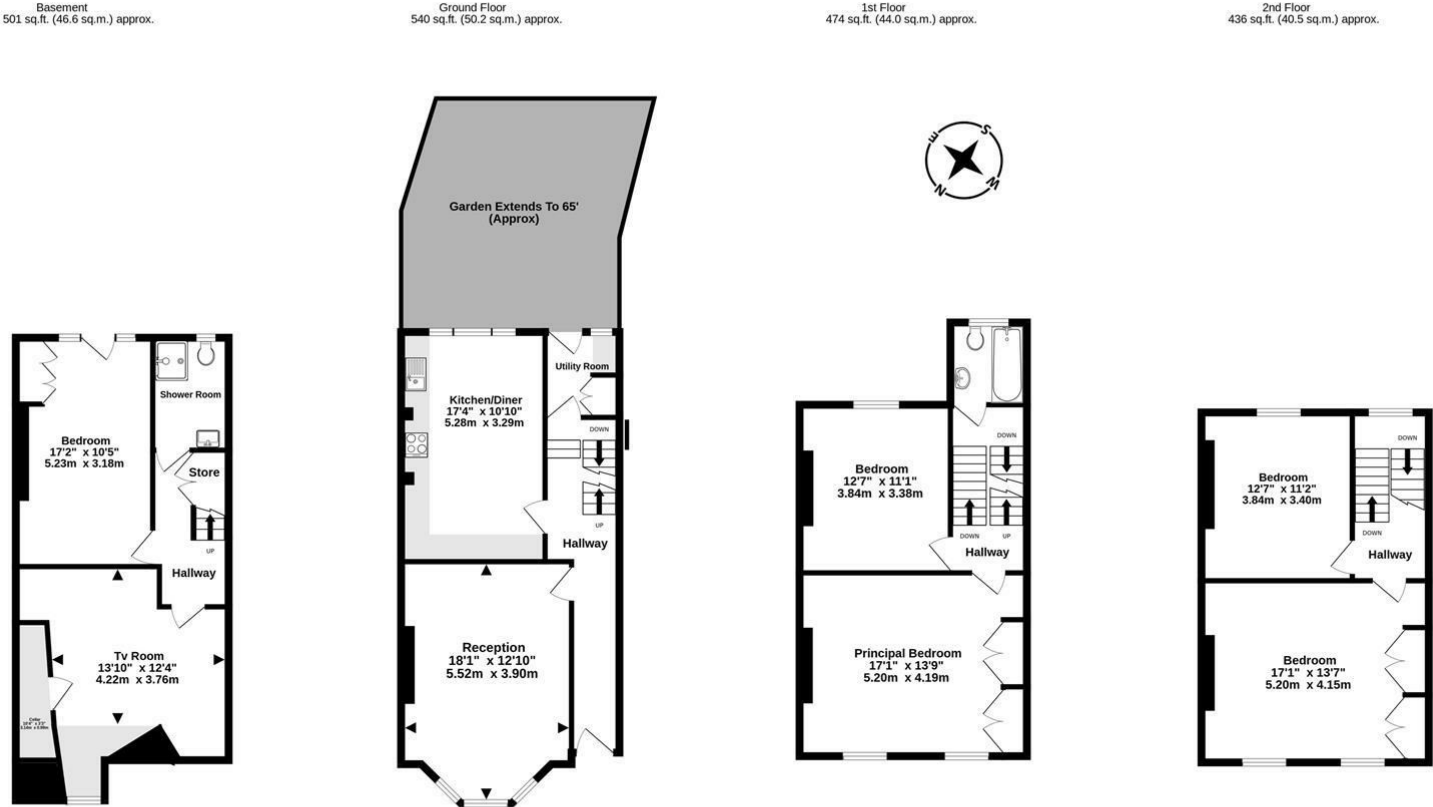 Basement
501 sq.ft. (46.6 sq.m.) approx.
Ground Floor
540 sq.ft. (50.2 sq.m.) approx.
1st Floor
474 sq.ft. (44.0 sq.m.) approx.
2nd Floor
436 sq.ft. (40.5 sq.m.) approx.
Shower Room
Bedroom
17'2" x 10'5"
5.23m x 3.18m
Store
UP
Hallway
Tv Room
13'10" x 12'4"
4.22m x 3.76m
Cellar
Garden Extends To 65'
(Approx)
Utility Room
Kitchen/Diner
17'4" x 10'10"
5.28m x 3.29m
DOWN
UP
Hallway
Reception
18'1" x 12'10"
5.52m x 3.90m
S
E
W
N
DOWN
Bedroom
12'7" x 11'1"
3.84m x 3.38m
DOWN
UP
Hallway
Principal Bedroom
17'1" x 13'9"
5.20m x 4.19m
DOWN
Bedroom
12'7" x 11'2"
3.84m x 3.40m
DOWN
Hallway
Bedroom
17'1" x 13'7"
5.20m x 4.15m